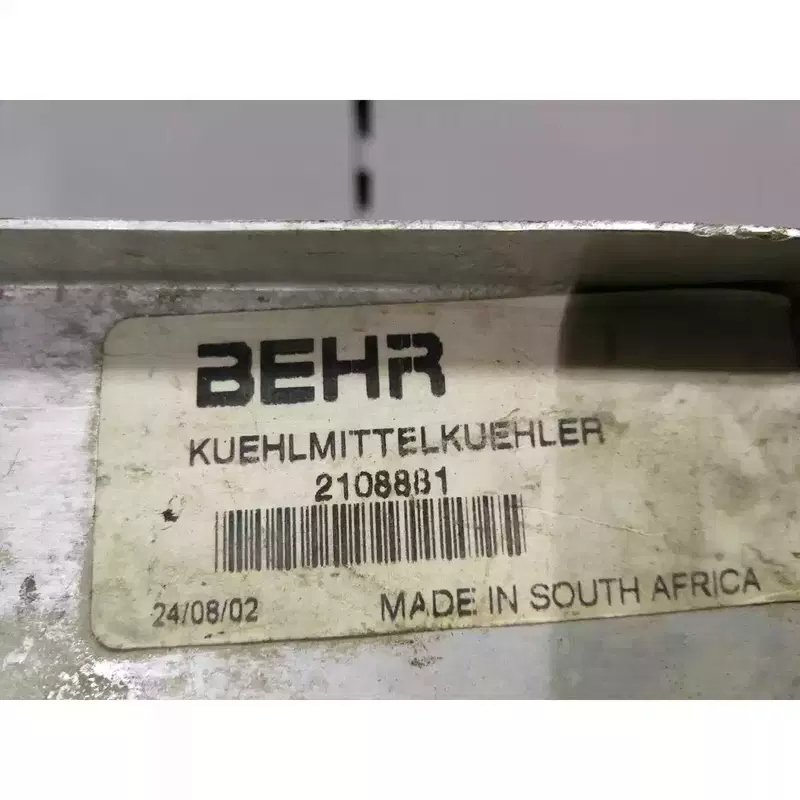 BEHR
KUEHLMITTELKUEHLER
2108881
24/08/02
MADE IN SOUTH AFRICA